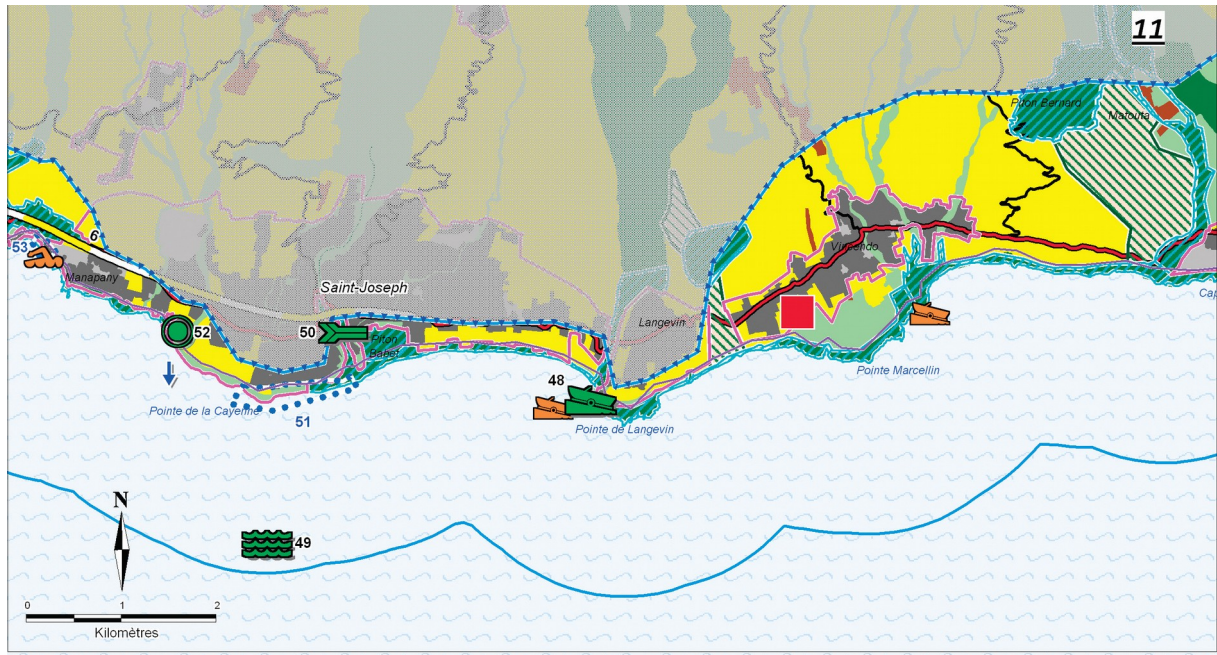 11
Piton Bernard
Matouta
6
53
Manapany
Saint-Joseph
Vincendo
52
50
Piton
Babet
Langevin
Cap
48
Pointe Marcellin
Pointe de la Cayenne
51
Pointe de Langevin
N
49
0 1 2
Kilomètres